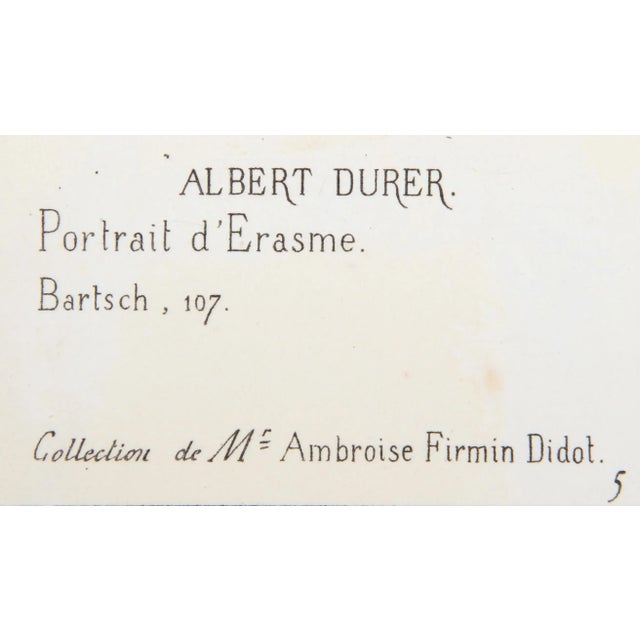 ALBERT DURER.
Portrait d'Erasme.
Bartsch, 107.
Collection de Mr Ambroise Firmin Didot.
5